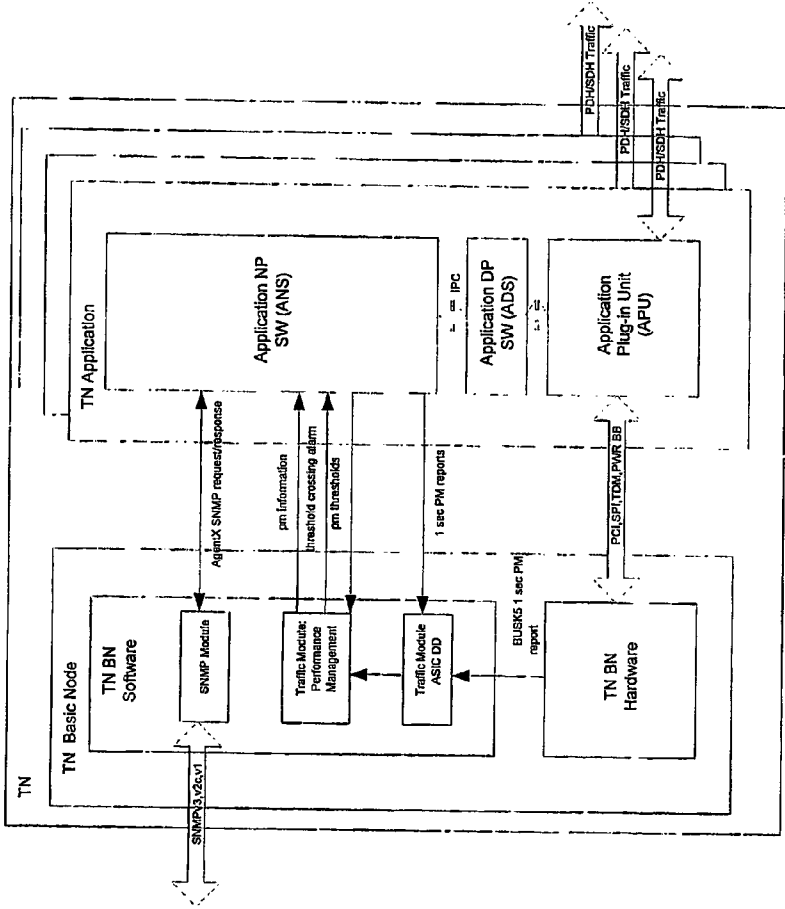 TN
TN Basic Node
TN BN
Software
SNMP Module
Traffic Module:
Performance
Management
Traffic Module
ASIC DD
TN BN
Hardware
SNMPv3,v2c,v1
AgentX SNMP request/response
pm Information
threshold crossing alarm
pm thresholds
1 sec PM reports
BUSK5 1 sec PM
report
PCI,SPI,TDM,PWR BB
TN Application
Application NP
SW (ANS)
IPC
Application DP
SW (ADS)
Application
Plug-in Unit
(APU)
PDH/SDH Traffic
PDH/SDH Traffic
PDH/SDH Traffic